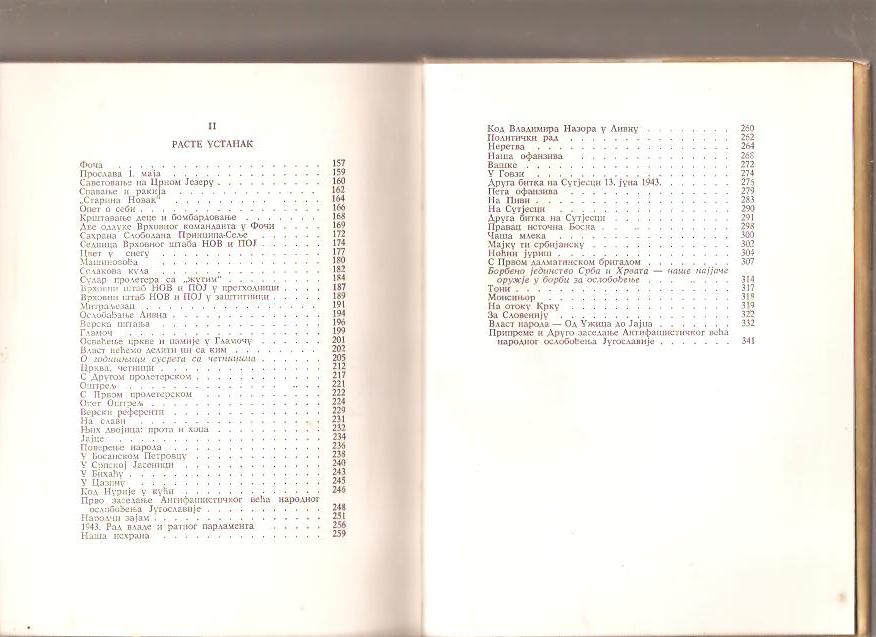 II
РАСТЕ УСТАНАК
Фоча . . . . . . . . . . . . . . . . . . . 157
Прослава 1. маја . . . . . . . . . . . . . . . 159
Саветовање на Црном Језеру . . . . . . . . . . 160
Спавање и ракија . . . . . . . . . . . . . . . 162
„Старина Новак“ . . . . . . . . . . . . . . . 164
Опет о себи . . . . . . . . . . . . . . . . . 166
Крштавање деце и бомбардовање . . . . . . . 168
Две одлуке Врховног команданта у Фочи . . . . 169
Сахрана Слободана Принципа-Сеље . . . . . . 172
Седница Врховног штаба НОВ и ПОЈ . . . . . . 174
Цвет у снегу . . . . . . . . . . . . . . . . 177
Машиновођа . . . . . . . . . . . . . . . . . 180
Солакова кула . . . . . . . . . . . . . . . . 182
Судар пролетера са „жутим“ . . . . . . . . . . 184
Врховни штаб НОВ и ПОЈ у претходници . . . . 187
Врховни штаб НОВ и ПОЈ у заштитници . . . . 189
Митраљезац . . . . . . . . . . . . . . . . . 191
Ослобађање Ливна . . . . . . . . . . . . . . 194
Верска питања . . . . . . . . . . . . . . . . 196
Гламоч . . . . . . . . . . . . . . . . . . . 199
Освећење цркве и џамије у Гламочу . . . . . . 201
Власт нећемо делити ни са ким . . . . . . . . 202
О годишњици сусрета са четницима . . . . . . 205
Црква, четници . . . . . . . . . . . . . . . . 212
С Другом пролетерском . . . . . . . . . . . . 217
Оштрељ . . . . . . . . . . . . . . . . . . . 221
С Првом пролетерском . . . . . . . . . . . . 222
Опет Оштрељ . . . . . . . . . . . . . . . . . 224
Верски референти . . . . . . . . . . . . . . . 229
На слави . . . . . . . . . . . . . . . . . . 231
Њих двојица: прота и хоџа . . . . . . . . . . 232
Јајце . . . . . . . . . . . . . . . . . . . . 234
Поверење народа . . . . . . . . . . . . . . . 236
У Босанском Петровцу . . . . . . . . . . . . . 238
У Српској Јасеници . . . . . . . . . . . . . . 240
У Бихаћу . . . . . . . . . . . . . . . . . . 243
У Цазину . . . . . . . . . . . . . . . . . . 245
Код Нурије у кући . . . . . . . . . . . . . . 246
Прво заседање Антифашистичког већа народног
ослобођења Југославије . . . . . . . . . . . 248
Народни зајам . . . . . . . . . . . . . . . . 251
1943. Рад владе и ратног парламента . . . . . 256
Наша исхрана . . . . . . . . . . . . . . . . 259
Код Владимира Назора у Ливну . . . . . . . . 260
Политички рад . . . . . . . . . . . . . . . . 262
Неретва . . . . . . . . . . . . . . . . . . . 264
Наша офанзива . . . . . . . . . . . . . . . . 268
Вашке . . . . . . . . . . . . . . . . . . . . 272
У Говзи . . . . . . . . . . . . . . . . . . . 274
Друга битка на Сутјесци 13. јуна 1943. . . . . . 276
Пета офанзива . . . . . . . . . . . . . . . . 279
На Пиви . . . . . . . . . . . . . . . . . . . 283
На Сутјесци . . . . . . . . . . . . . . . . . 290
Друга битка на Сутјесци . . . . . . . . . . . 291
Правац источна Босна . . . . . . . . . . . . . 298
Чаша млека . . . . . . . . . . . . . . . . . 300
Мајку ти србијанску . . . . . . . . . . . . . 302
Ноћни јуриш . . . . . . . . . . . . . . . . . 304
С Првом далматинском бригадом . . . . . . . . 307
Борбено јединство Срба и Хрвата — наше најјаче
оружје у борби за ослобођење . . . . . . . . 314
Тони . . . . . . . . . . . . . . . . . . . . 317
Монсињор . . . . . . . . . . . . . . . . . . 318
На отоку Крку . . . . . . . . . . . . . . . . 319
За Словенију . . . . . . . . . . . . . . . . . 322
Власт народа — Од Ужица до Јајца . . . . . . . 332
Припреме и Друго заседање Антифашистичког већа
народног ослобођења Југославије . . . . . . . 341